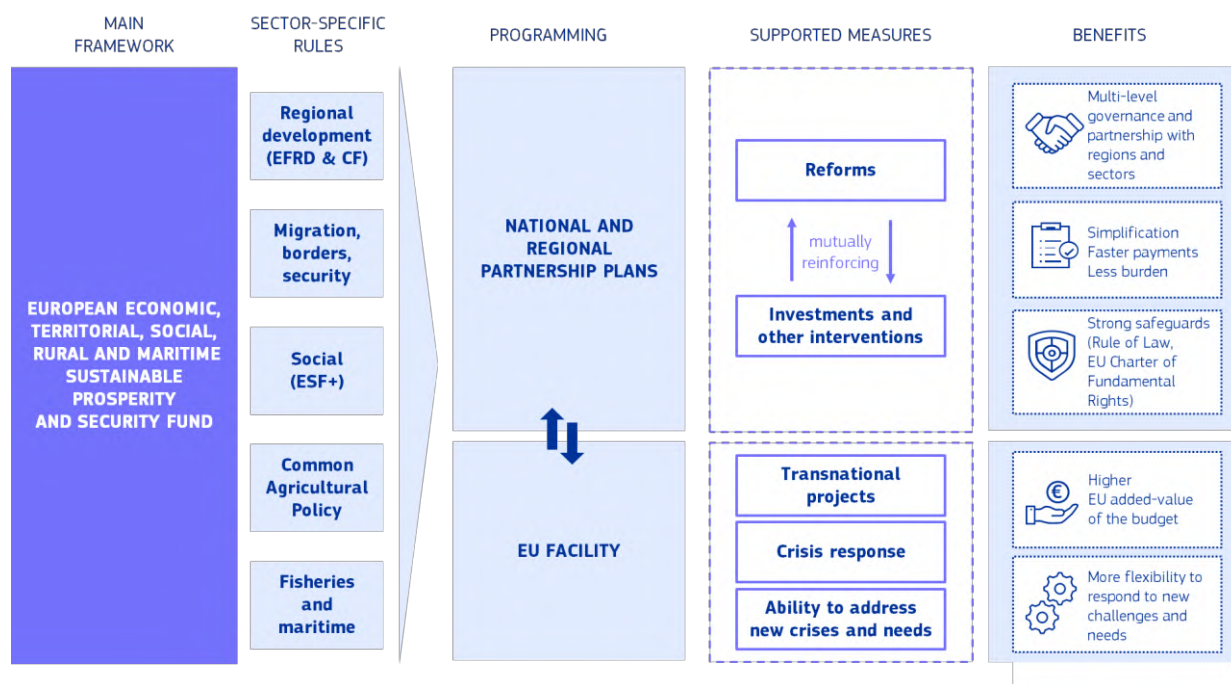 MAIN
FRAMEWORK
SECTOR-SPECIFIC
RULES
PROGRAMMING
SUPPORTED MEASURES
BENEFITS
EUROPEAN ECONOMIC,
TERRITORIAL, SOCIAL,
RURAL AND MARITIME
SUSTAINABLE
PROSPERITY
AND SECURITY FUND
Regional
development
(EFRD & CF)
Migration,
borders,
security
Social
(ESF+)
Common
Agricultural
Policy
Fisheries
and
maritime
NATIONAL AND
REGIONAL
PARTNERSHIP PLANS
EU FACILITY
Reforms
mutually
reinforcing
Investments and
other interventions
Transnational
projects
Crisis response
Ability to address
new crises and needs
Multi-level
governance and
partnership with
regions and
sectors
Simplification
Faster payments
Less burden
Strong safeguards
(Rule of Law,
EU Charter of
Fundamental
Rights)
€
Higher
EU added-value
of the budget
More flexibility to
respond to new
challenges and
needs